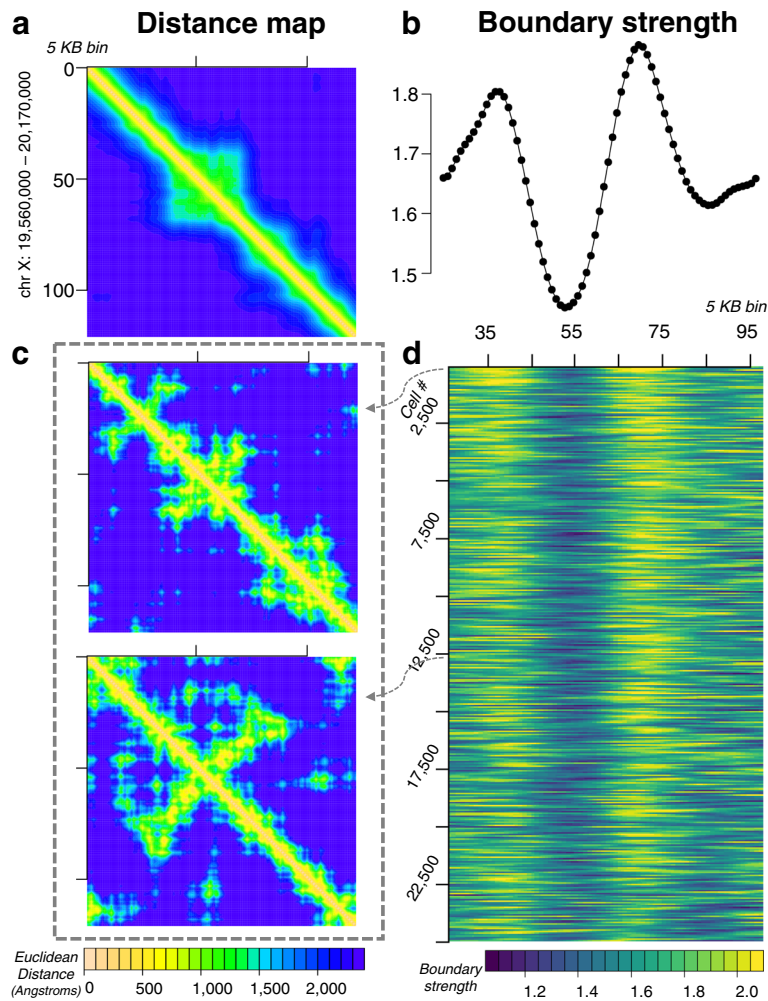 a Distance map
5 KB bin
0
50
100
chr X: 19,560,000 – 20,170,000
b Boundary strength
1.8
1.7
1.6
1.5
5 KB bin
35 55 75 95
c
d
Cell #
2,500
7,500
12,500
17,500
22,500
Euclidean
Distance
(Angstroms)
0 500 1,000 1,500 2,000
Boundary
strength
1.2 1.4 1.6 1.8 2.0